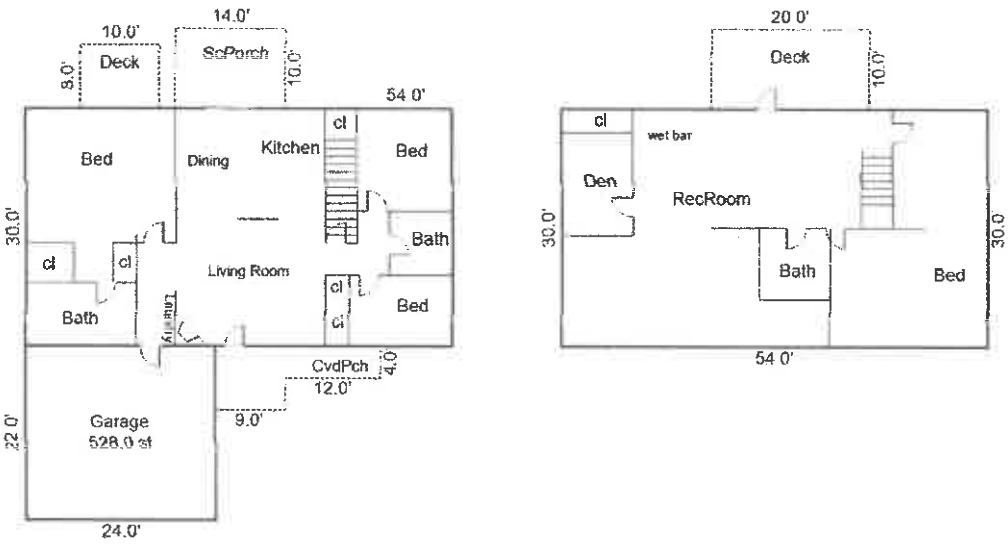 14.0'
10.0'
ScPorch
8.0'
Deck
10.0'
54.0'
cl
Kitchen
Bed
Dining
Bed
30.0'
cl
cl
Bath
Living Room
Bath
cl
Bed
cl
Laundry
CvdPch
4.0'
12.0'
9.0'
Garage
528.0 sf
22.0'
24.0'
20.0'
Deck
10.0'
cl
wet bar
Den
RecRoom
30.0'
30.0'
Bath
Bed
54.0'